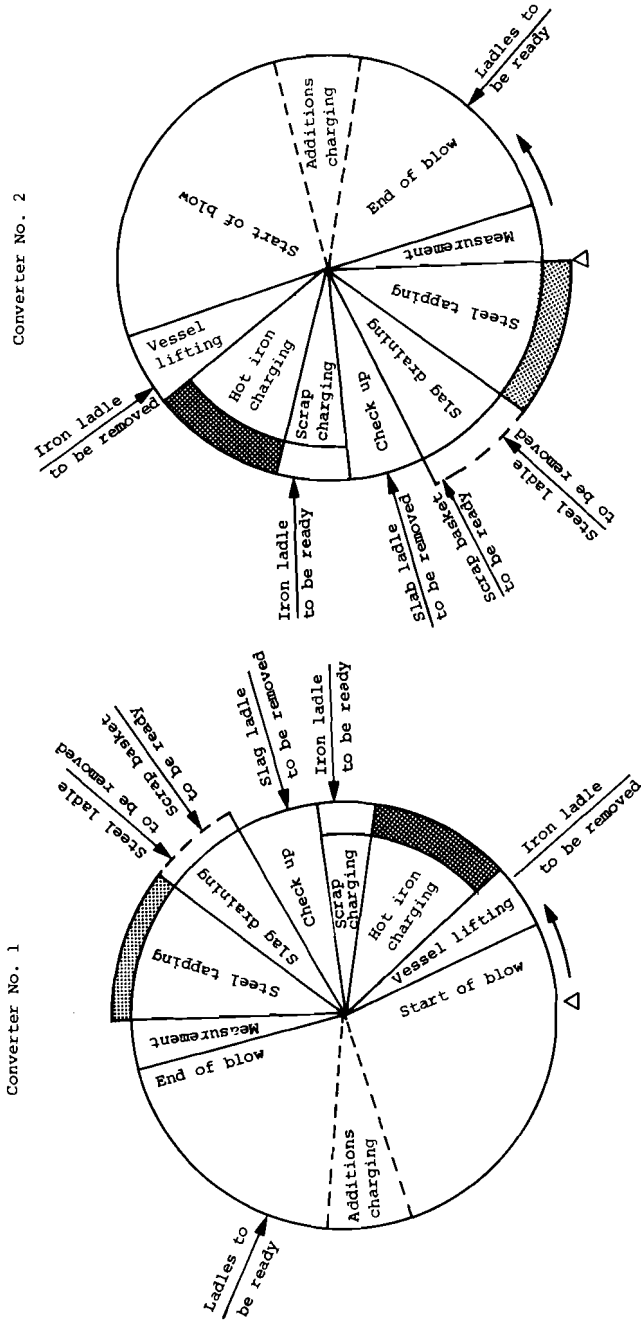 Converter No. 1
Ladles to
be ready
End of blow
Measurement
Steel tapping
Slag draining
Check up
Scrap
charging
Hot iron
charging
Vessel lifting
Start of blow
Additions
charging
Steel ladle
to be removed
Scrap basket
to be ready
Slag ladle
to be removed
Iron ladle
to be ready
Iron ladle
to be removed
Converter No. 2
Iron ladle
to be removed
Vessel
lifting
Start of blow
Additions
charging
End of blow
Ladles to
be ready
Measurement
Steel tapping
Slag draining
Check up
Scrap
charging
Hot iron
charging
Iron ladle
to be ready
Slab ladle
to be removed
Scrap basket
to be ready
Steel ladle
to be removed